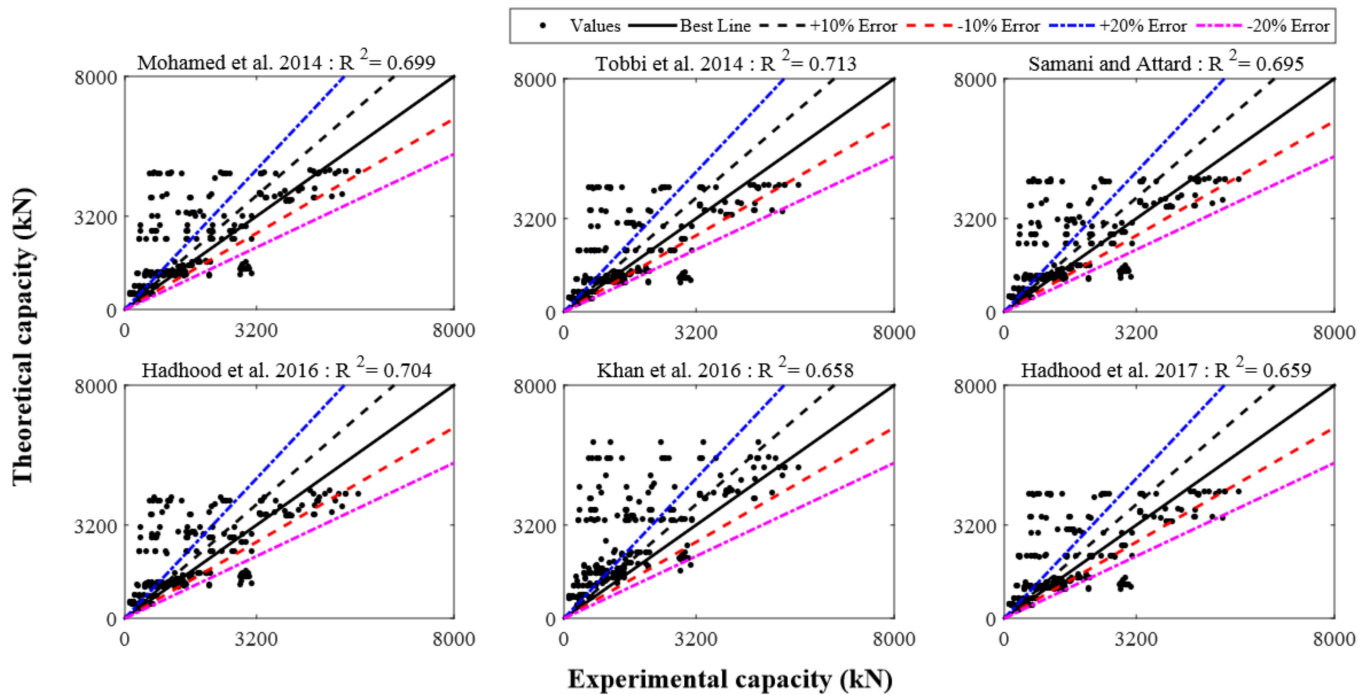 Values Best Line +10% Error -10% Error +20% Error -20% Error
Mohamed et al. 2014 : R 2= 0.699
8000
3200
0
0 3200 8000
Tobbi et al. 2014 : R 2= 0.713
8000
3200
0
0 3200 8000
Samani and Attard : R 2= 0.695
8000
3200
0
0 3200 8000
Theoretical capacity (kN)
Hadhood et al. 2016 : R 2= 0.704
8000
3200
0
0 3200 8000
Khan et al. 2016 : R 2= 0.658
8000
3200
0
0 3200 8000
Hadhood et al. 2017 : R 2= 0.659
8000
3200
0
0 3200 8000
Experimental capacity (kN)